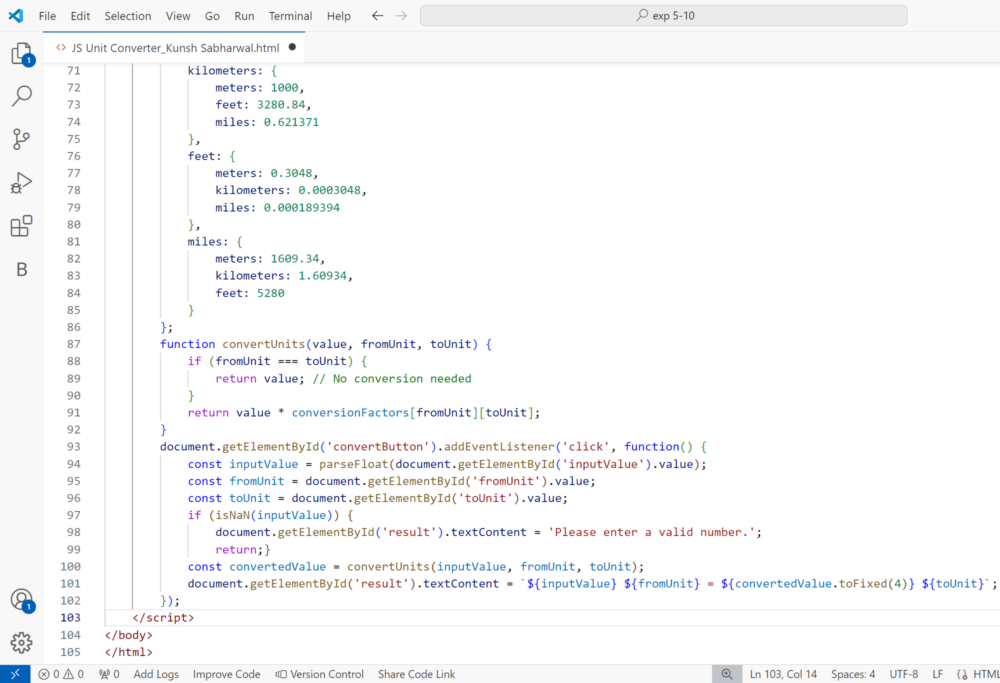 File Edit Selection View Go Run Terminal Help exp 5-10
JS Unit Converter_Kunsh Sabharwal.html
1
71 kilometers: {
72 meters: 1000,
73 feet: 3280.84,
74 miles: 0.621371
75 },
76 feet: {
77 meters: 0.3048,
78 kilometers: 0.0003048,
79 miles: 0.000189394
80 },
81 miles: {
82 meters: 1609.34,
83 kilometers: 1.60934,
84 feet: 5280
85 }
86 };
87 function convertUnits(value, fromUnit, toUnit) {
88 if (fromUnit === toUnit) {
89 return value; // No conversion needed
90 }
91 return value * conversionFactors[fromUnit][toUnit];
92 }
93 document.getElementById('convertButton').addEventListener('click', function() {
94 const inputValue = parseFloat(document.getElementById('inputValue').value);
95 const fromUnit = document.getElementById('fromUnit').value;
96 const toUnit = document.getElementById('toUnit').value;
97 if (isNaN(inputValue)) {
98 document.getElementById('result').textContent = 'Please enter a valid number.';
99 return;}
100 const convertedValue = convertUnits(inputValue, fromUnit, toUnit);
101 document.getElementById('result').textContent = `${inputValue} ${fromUnit} = ${convertedValue.toFixed(4)} ${toUnit}`;
102 });
103 </script>
104 </body>
105 </html>
B
1
0 0 0 Add Logs Improve Code Version Control Share Code Link Ln 103, Col 14 Spaces: 4 UTF-8 LF HTML